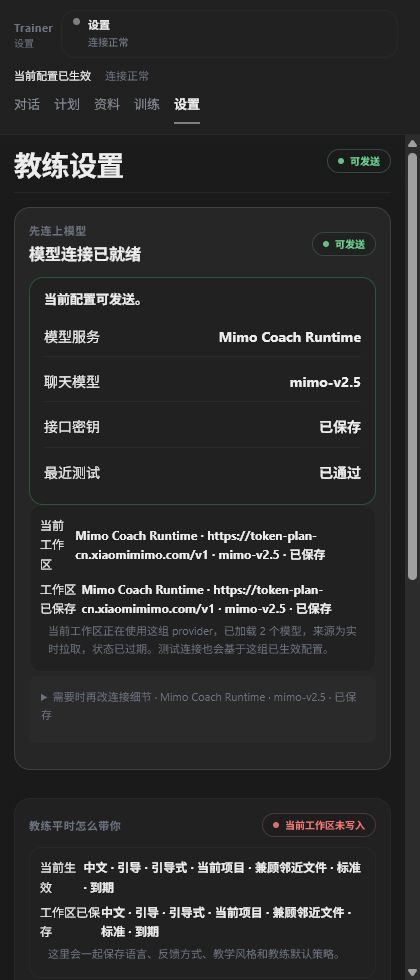 Trainer
设置
设置
连接正常
当前配置已生效 连接正常
对话 计划 资料 训练 设置
教练设置
可发送
先连上模型
模型连接已就绪
可发送
当前配置可发送。
模型服务 Mimo Coach Runtime
聊天模型 mimo-v2.5
接口密钥 已保存
最近测试 已通过
当前
工作
区
Mimo Coach Runtime · https://token-plan-
cn.xiaomimimo.com/v1 · mimo-v2.5 · 已保存
工作区
已保存
Mimo Coach Runtime · https://token-plan-
cn.xiaomimimo.com/v1 · mimo-v2.5 · 已保存
当前工作区正在使用这组 provider，已加载 2 个模型，来源为实
时拉取，状态已过期。测试连接也会基于这组已生效配置。
▶ 需要时再改连接细节 · Mimo Coach Runtime · mimo-v2.5 · 已保
存
教练平时怎么带你
当前工作区未写入
当前生
效
中文 · 引导 · 引导式 · 当前项目 · 兼顾邻近文件 · 标准
· 到期
工作区已保
存
中文 · 引导 · 引导式 · 当前项目 · 兼顾邻近文件 ·
标准 · 到期
这里会一起保存语言、反馈方式、教学风格和教练默认策略。